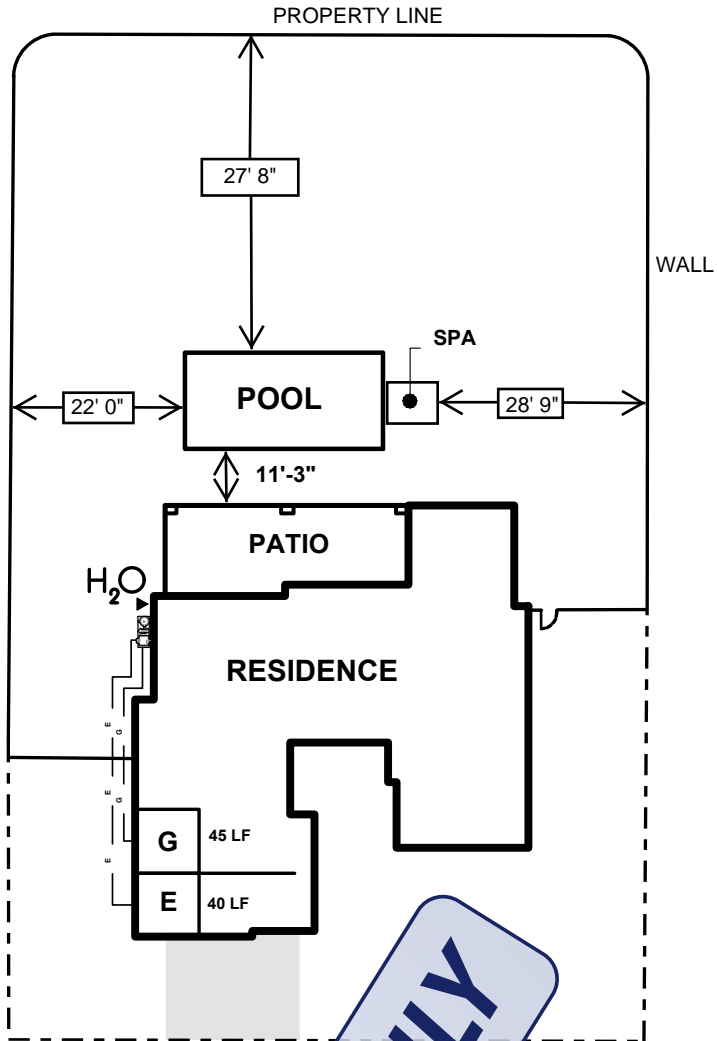 PROPERTY LINE
27' 8"
WALL
SPA
POOL
22' 0"
28' 9"
11'-3"
PATIO
H₂O
RESIDENCE
E
G
E
G
E
G
45 LF
E
40 LF